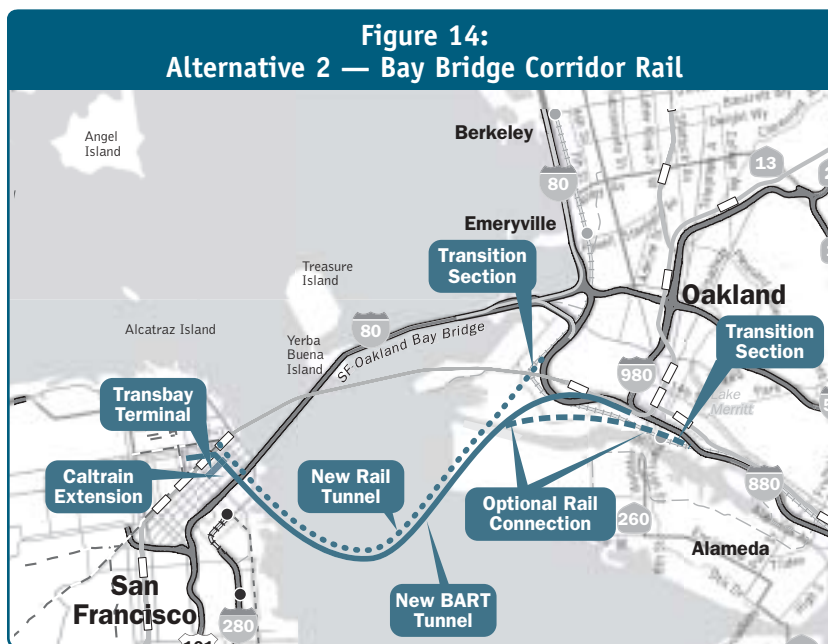 Figure 14:
Alternative 2 — Bay Bridge Corridor Rail
Angel
Island
Berkeley
13
80
Emeryville
Transition
Section
Treasure
Island
Oakland
Alcatraz Island
80
SF-Oakland Bay Bridge
Yerba
Buena
Island
Transition
Section
980
Transbay
Terminal
Lake
Merritt
Caltrain
Extension
New Rail
Tunnel
Optional Rail
Connection
880
260
Alameda
San
Francisco
New BART
Tunnel
280
101